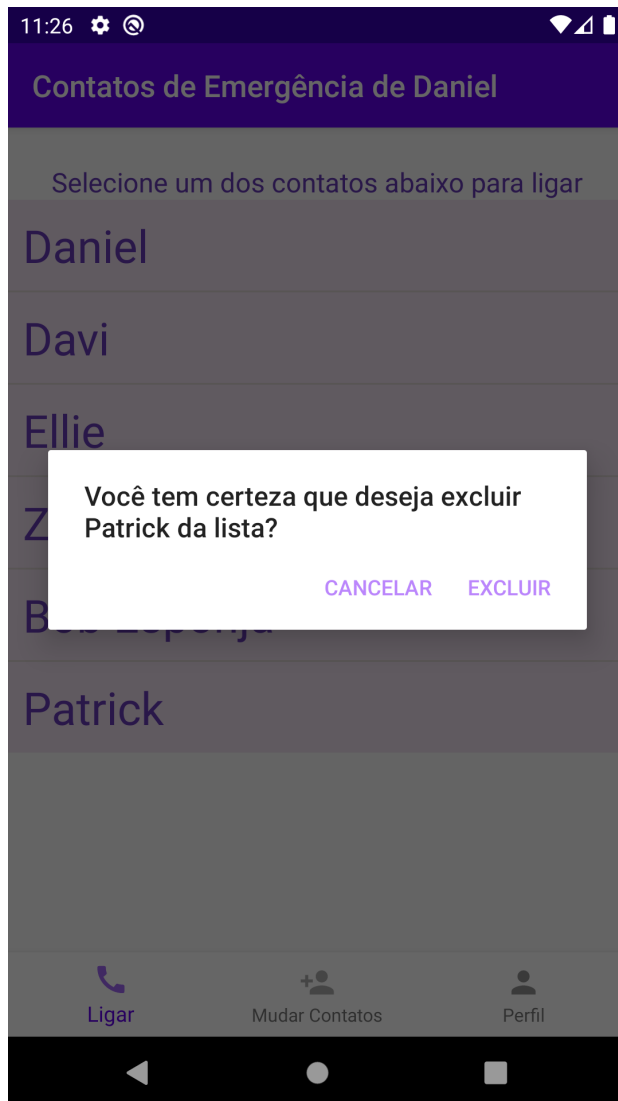 11:26
Contatos de Emergência de Daniel
Selecione um dos contatos abaixo para ligar
Daniel
Davi
Ellie
Você tem certeza que deseja excluir
Patrick da lista?
CANCELAR EXCLUIR
Patrick
Ligar Mudar Contatos Perfil